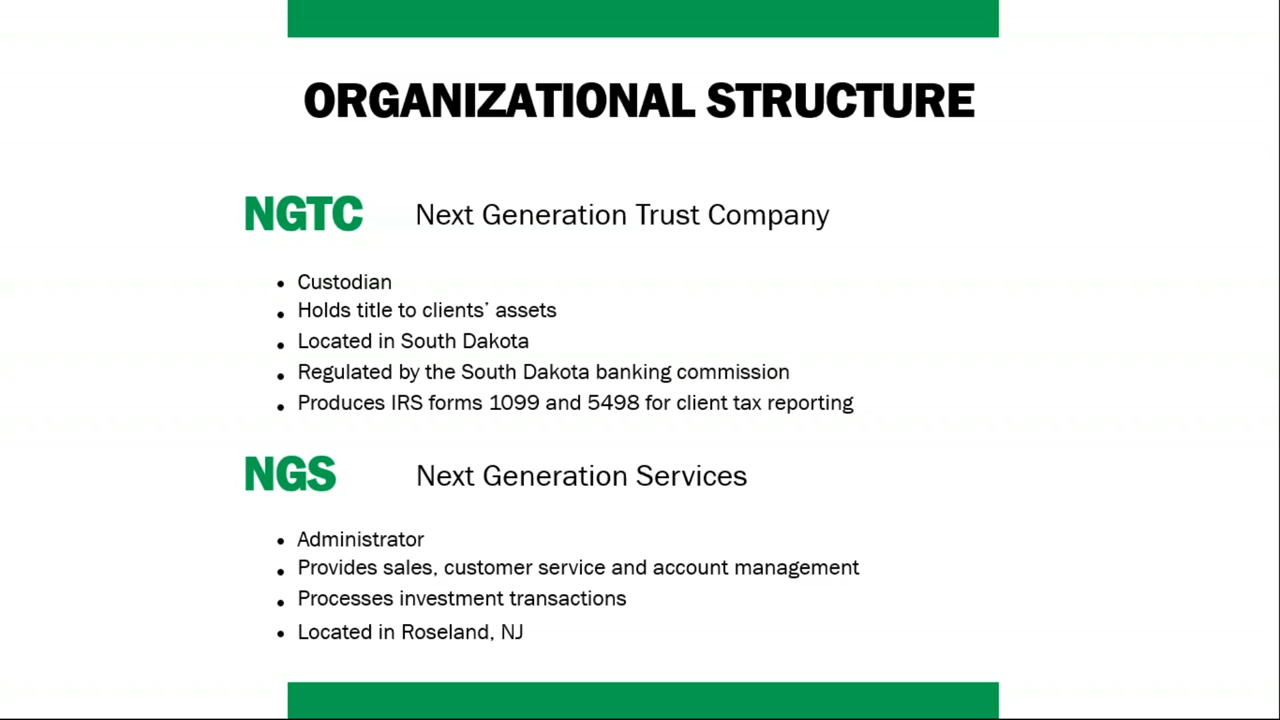 ORGANIZATIONAL STRUCTURE
NGTC Next Generation Trust Company
• Custodian
• Holds title to clients’ assets
• Located in South Dakota
• Regulated by the South Dakota banking commission
• Produces IRS forms 1099 and 5498 for client tax reporting
NGS Next Generation Services
• Administrator
• Provides sales, customer service and account management
• Processes investment transactions
• Located in Roseland, NJ